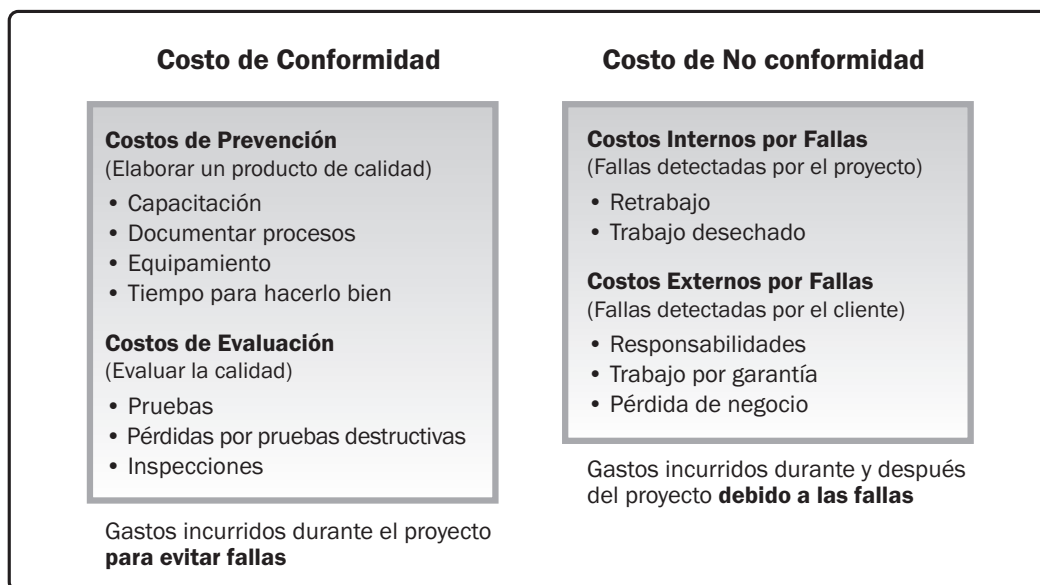 Costo de Conformidad
Costos de Prevención
(Elaborar un producto de calidad)
• Capacitación
• Documentar procesos
• Equipamiento
• Tiempo para hacerlo bien
Costos de Evaluación
(Evaluar la calidad)
• Pruebas
• Pérdidas por pruebas destructivas
• Inspecciones
Gastos incurridos durante el proyecto
para evitar fallas
Costo de No conformidad
Costos Internos por Fallas
(Fallas detectadas por el proyecto)
• Retrabajo
• Trabajo desechado
Costos Externos por Fallas
(Fallas detectadas por el cliente)
• Responsabilidades
• Trabajo por garantía
• Pérdida de negocio
Gastos incurridos durante y después
del proyecto debido a las fallas